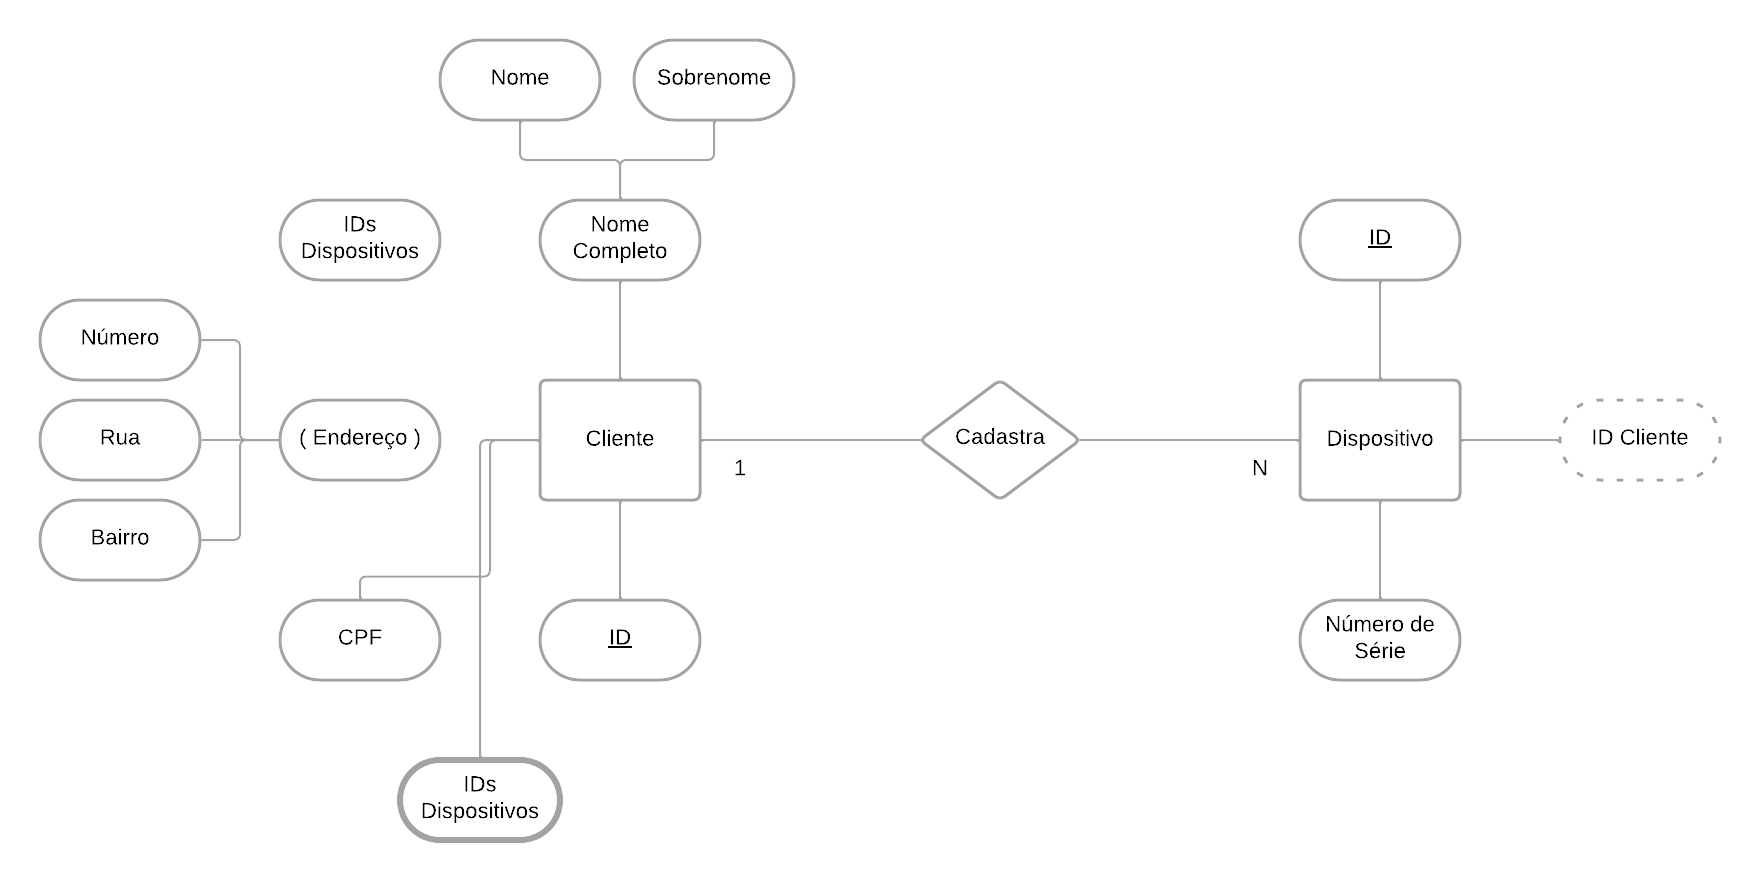 Nome
Sobrenome
IDs
Dispositivos
Nome
Completo
ID
Número
Rua
( Endereço )
Cliente
Cadastra
Dispositivo
ID Cliente
1
N
Bairro
CPF
ID
Número de
Série
IDs
Dispositivos